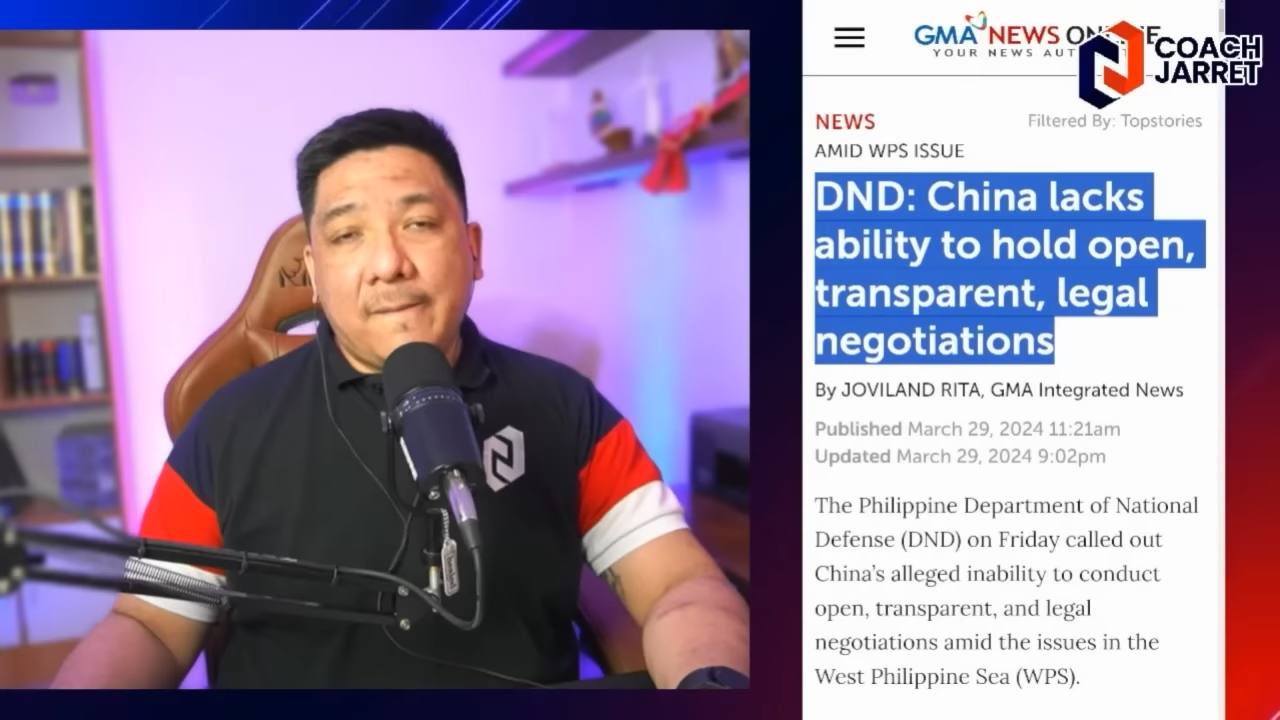 GMA NEWS
YOUR NEWS
COACH
JARRET
NEWS
Filtered By: Topstories
AMID WPS ISSUE
DND: China lacks
ability to hold open,
transparent, legal
negotiations
By JOVILAND RITA, GMA Integrated News
Published March 29, 2024 11:21am
Updated March 29, 2024 9:02pm
The Philippine Department of National
Defense (DND) on Friday called out
China’s alleged inability to conduct
open, transparent, and legal
negotiations amid the issues in the
West Philippine Sea (WPS).